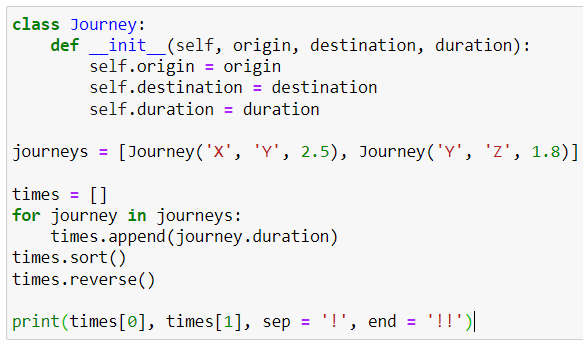 class Journey:
    def __init__(self, origin, destination, duration):
        self.origin = origin
        self.destination = destination
        self.duration = duration
journeys = [Journey('X', 'Y', 2.5), Journey('Y', 'Z', 1.8)]
times = []
for journey in journeys:
    times.append(journey.duration)
times.sort()
times.reverse()
print(times[0], times[1], sep = '!', end = '!!')